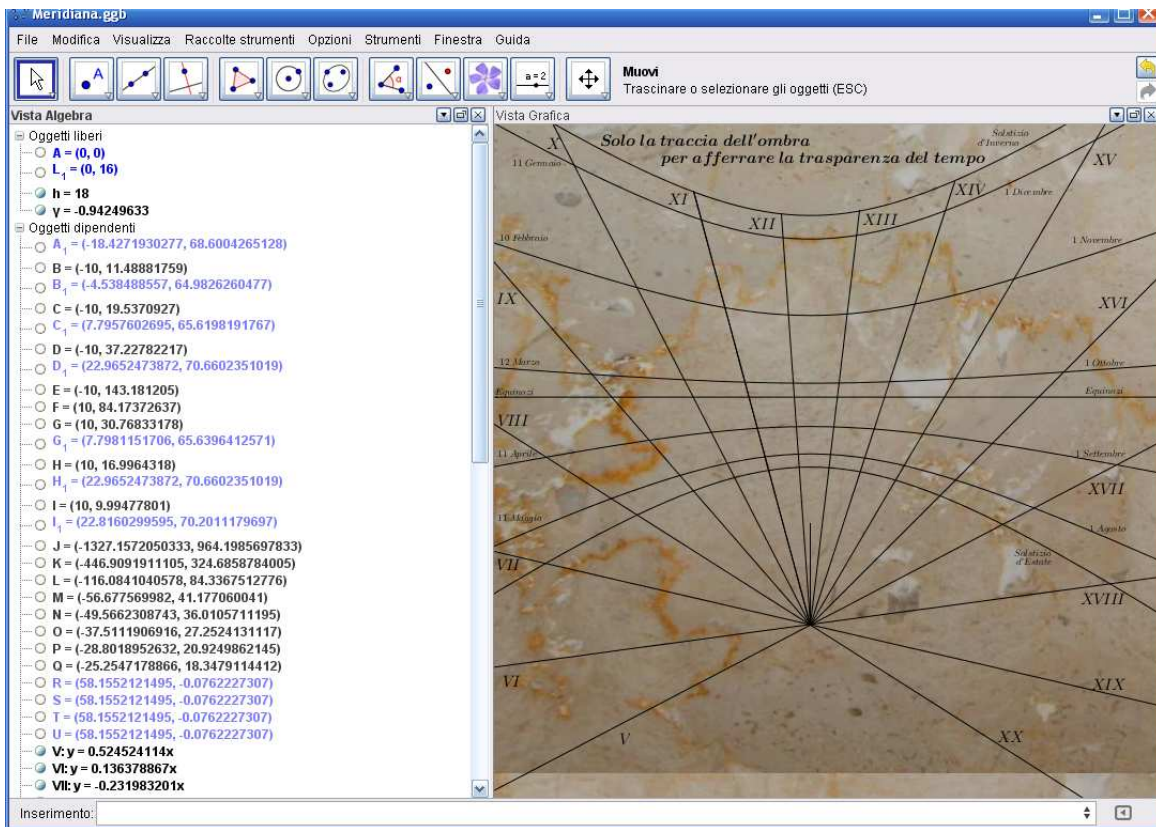 Meridiana.ggb
File Modifica Visualizza Raccolte strumenti Opzioni Strumenti Finestra Guida
A
α
a = 2
Muovi
Trascinare o selezionare gli oggetti (ESC)
Vista Algebra
Oggetti liberi
A = (0, 0)
L₁ = (0, 16)
h = 18
γ = -0.94249633
Oggetti dipendenti
A₁ = (-18.4271930277, 68.6004265128)
B = (-10, 11.48881759)
B₁ = (-4.538488557, 64.9826260477)
C = (-10, 19.5370927)
C₁ = (7.7957602695, 65.6198191767)
D = (-10, 37.22782217)
D₁ = (22.9652473872, 70.6602351019)
E = (-10, 143.181205)
F = (10, 84.17372637)
G = (10, 30.76833178)
G₁ = (7.7981151706, 65.6396412571)
H = (10, 16.9964318)
H₁ = (22.9652473872, 70.6602351019)
I = (10, 9.99477801)
I₁ = (22.8160299595, 70.2011179697)
J = (-1327.1572050333, 964.1985697833)
K = (-446.9091911105, 324.6858784005)
L = (-116.0841040578, 84.3367512776)
M = (-56.677569982, 41.177060041)
N = (-49.5662308743, 36.0105711195)
O = (-37.5111906916, 27.2524131117)
P = (-28.8018952632, 20.9249862145)
Q = (-25.2547178866, 18.3479114412)
R = (58.1552121495, -0.0762227307)
S = (58.1552121495, -0.0762227307)
T = (58.1552121495, -0.0762227307)
U = (58.1552121495, -0.0762227307)
V: y = 0.524524114x
VI: y = 0.136378867x
VII: y = -0.231983201x
Vista Grafica
Solo la traccia dell'ombra
per afferrare la trasparenza del tempo
Solstizio
d'Inverno
X
XV
11 Gennaio
XI
XIV
1 Dicembre
XII
XIII
10 Febbraio
1 Novembre
IX
XVI
12 Marzo
1 Ottobre
Equinozi
Equinozi
VIII
11 Aprile
1 Settembre
XVII
11 Maggio
1 Agosto
Solstizio
d'Estate
VII
XVIII
VI
XIX
V
XX
Inserimento: